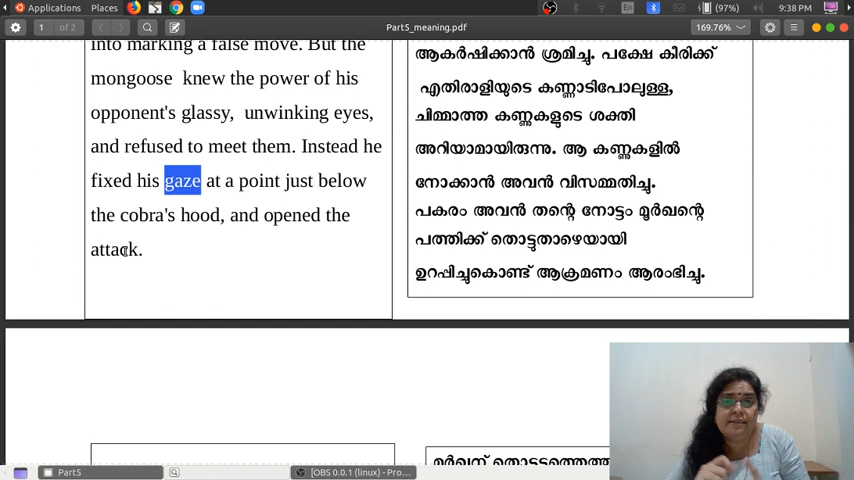 Applications Places En (97%) 9:38 PM
1 of 2 Part5_meaning.pdf 169.76%
into marking a false move. But the
mongoose knew the power of his
opponent's glassy, unwinking eyes,
and refused to meet them. Instead he
fixed his gaze at a point just below
the cobra's hood, and opened the
attack.
ആകർഷിക്കാൻ ശ്രമിച്ചു. പക്ഷേ കീരിക്ക്
എതിരാളിയുടെ കണ്ണാടിപോലുള്ള,
ചിമ്മാത്ത കണ്ണുകളുടെ ശക്തി
അറിയാമായിരുന്നു. ആ കണ്ണുകളിൽ
നോക്കാൻ അവൻ വിസമ്മതിച്ചു.
പകരം അവൻ തന്റെ നോട്ടം മൂർഖന്റെ
പത്തിക്ക് തൊട്ടുതാഴെയായി
ഉറപ്പിച്ചുകൊണ്ട് ആക്രമണം ആരംഭിച്ചു.
Part5 [OBS 0.0.1 (linux) - Pro...